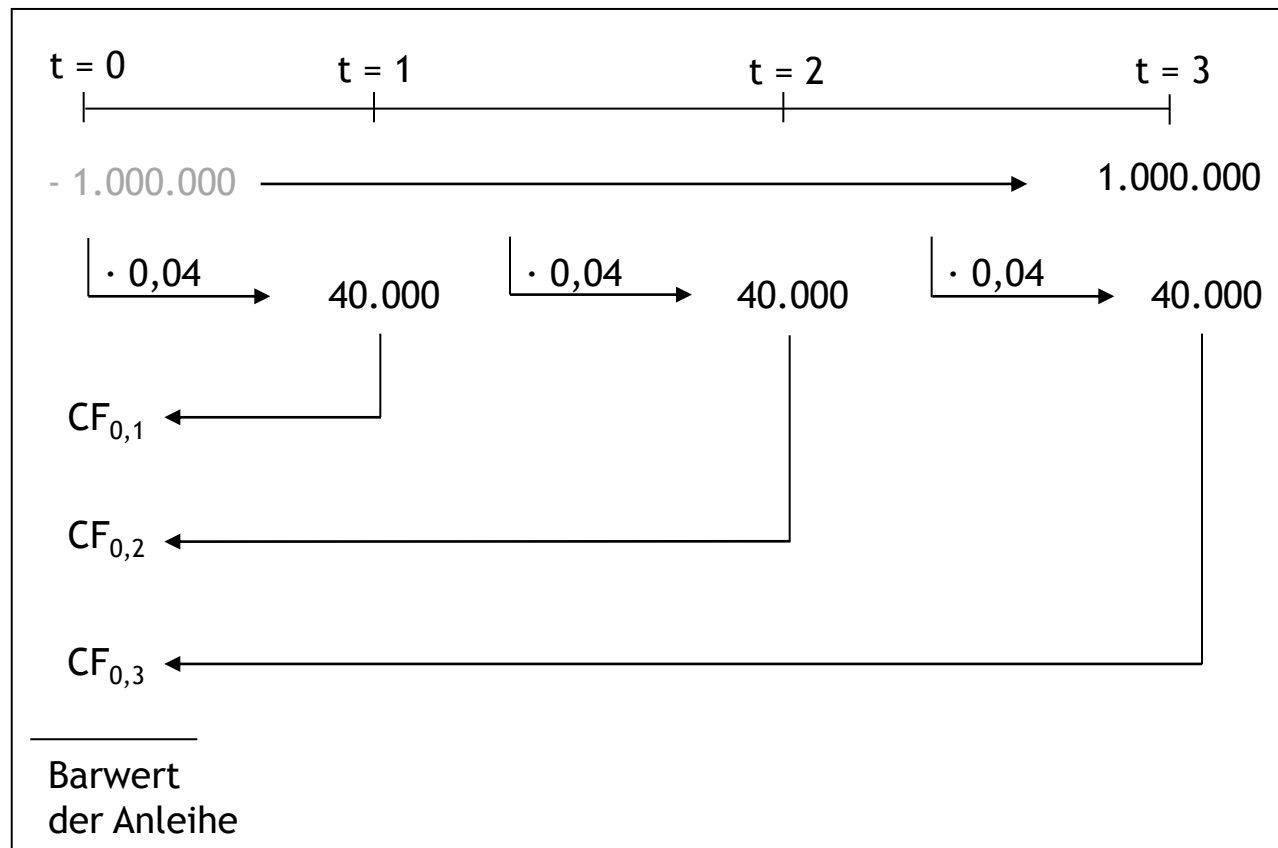 t = 0 t = 1 t = 2 t = 3
- 1.000.000 1.000.000
· 0,04 · 0,04 · 0,04
40.000 40.000 40.000
CF0,1
CF0,2
CF0,3
Barwert
der Anleihe